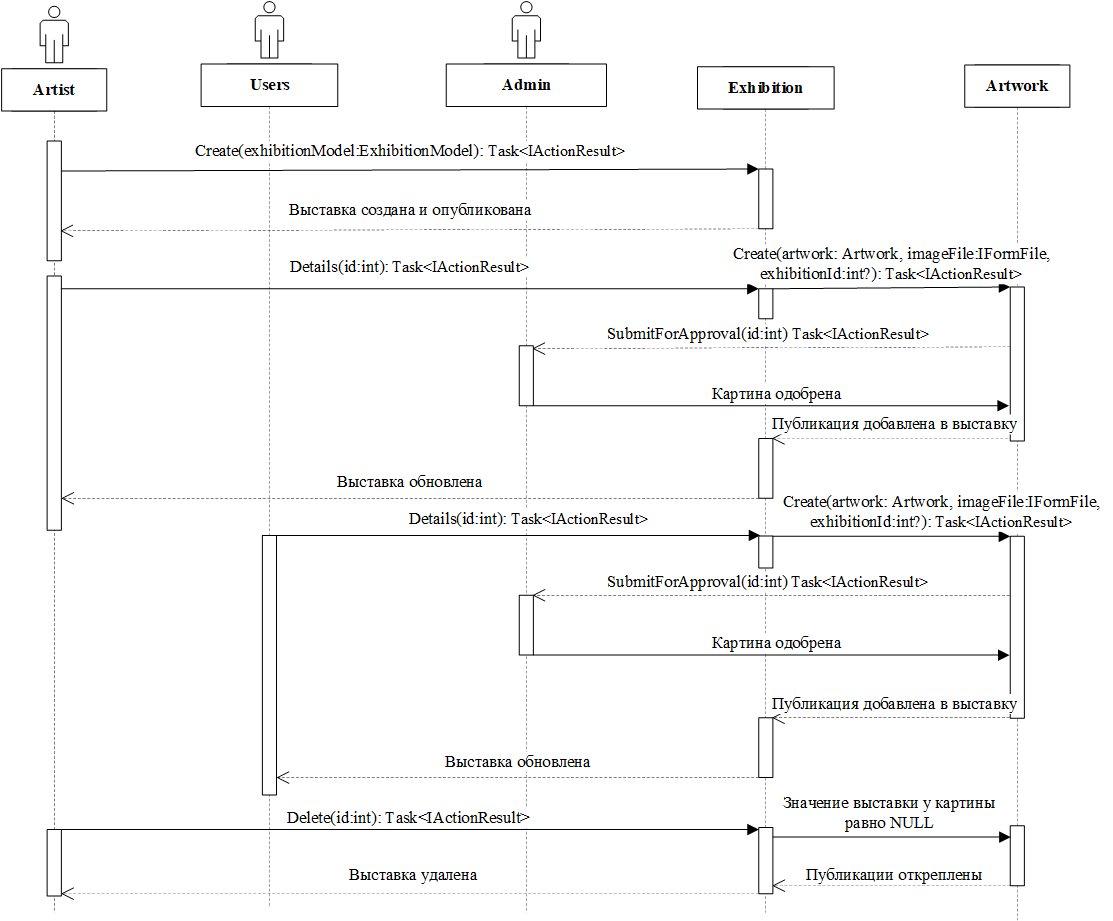 Artist
Users
Admin
Exhibition
Artwork
Create(exhibitionModel:ExhibitionModel): Task<IActionResult>
Выставка создана и опубликована
Details(id:int): Task<IActionResult>
Create(artwork: Artwork, imageFile:IFormFile,
exhibitionId:int?): Task<IActionResult>
SubmitForApproval(id:int) Task<IActionResult>
Картина одобрена
Публикация добавлена в выставку
Выставка обновлена
Details(id:int): Task<IActionResult>
Create(artwork: Artwork, imageFile:IFormFile,
exhibitionId:int?): Task<IActionResult>
SubmitForApproval(id:int) Task<IActionResult>
Картина одобрена
Публикация добавлена в выставку
Выставка обновлена
Delete(id:int): Task<IActionResult>
Значение выставки у картины
равно NULL
Выставка удалена
Публикации откреплены